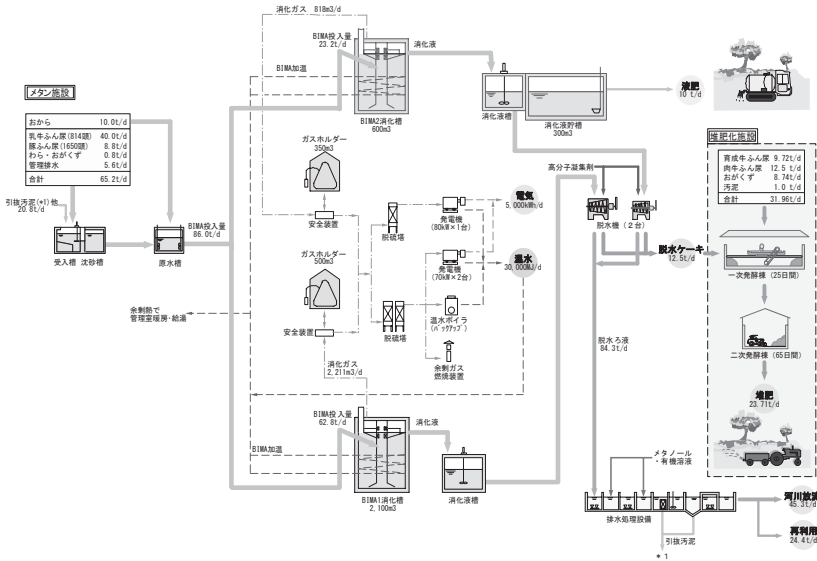 メタン施設
おから 10.0t/d
乳牛ふん尿(814頭) 40.0t/d
豚ふん尿(1650頭) 8.8t/d
わら・おがくず 0.8t/d
管理排水 5.6t/d
合計 65.2t/d
引抜汚泥(*1)他
20.8t/d
受入槽 沈砂槽
原水槽
BIMA投入量
86.0t/d
余剰熱で
管理室暖房・給湯
消化ガス 818m3/d
BIMA投入量
23.2t/d
BIMA加温
消化液
BIMA2消化槽
600m3
ガスホルダー
350m3
安全装置
ガスホルダー
500m3
安全装置
消化ガス
2,211m3/d
脱硫塔
脱硫塔
発電機
(80kW×1台)
発電機
(70kW×2台)
温水ボイラ
(バックアップ)
余剰ガス
燃焼装置
電気
5,000kWh/d
温水
30,000MJ/d
BIMA投入量
62.8t/d
BIMA加温
消化液
BIMA1消化槽
2,100m3
消化液槽
消化液槽
消化液貯槽
300m3
液肥
10 t/d
高分子凝集剤
脱水機(2台)
脱水ケーキ
12.5t/d
脱水ろ液
84.3t/d
メタノール
・有機溶液
排水処理設備
引抜汚泥
*1
河川放流
45.3t/d
再利用
24.4t/d
堆肥化施設
育成牛ふん尿 9.72t/d
肉牛ふん尿 12.5 t/d
おがくず 8.74t/d
汚泥 1.0 t/d
合計 31.96t/d
一次発酵棟(25日間)
二次発酵棟(65日間)
堆肥
23.71t/d